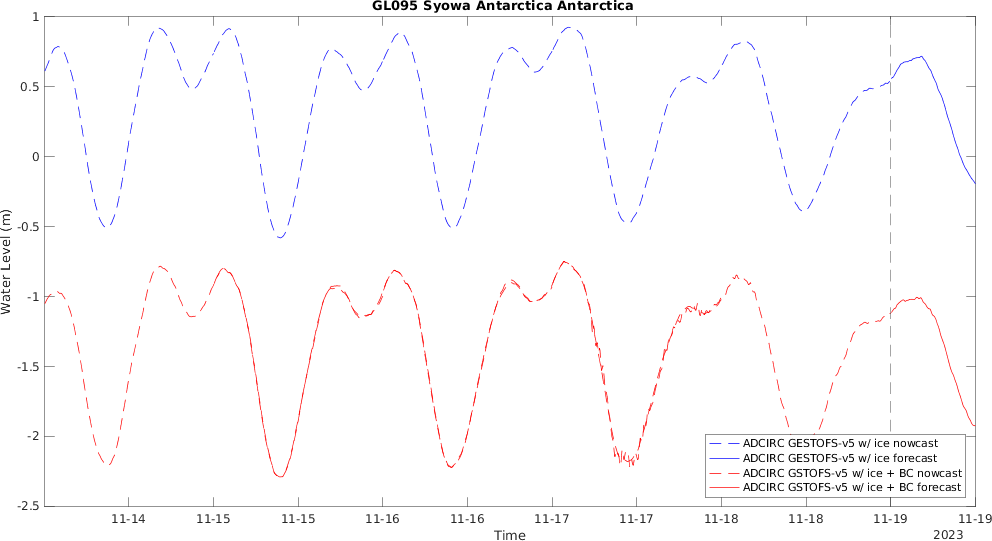 GL095 Syowa Antarctica Antarctica
1
0.5
0
-0.5
-1
-1.5
-2
-2.5
Water Level (m)
ADCIRC GESTOFS-v5 w/ ice nowcast
ADCIRC GESTOFS-v5 w/ ice forecast
ADCIRC GSTOFS-v5 w/ ice + BC nowcast
ADCIRC GSTOFS-v5 w/ ice + BC forecast
11-14 11-15 11-15 11-16 11-16 11-17 11-17 11-18 11-18 11-19 11-19
Time
2023